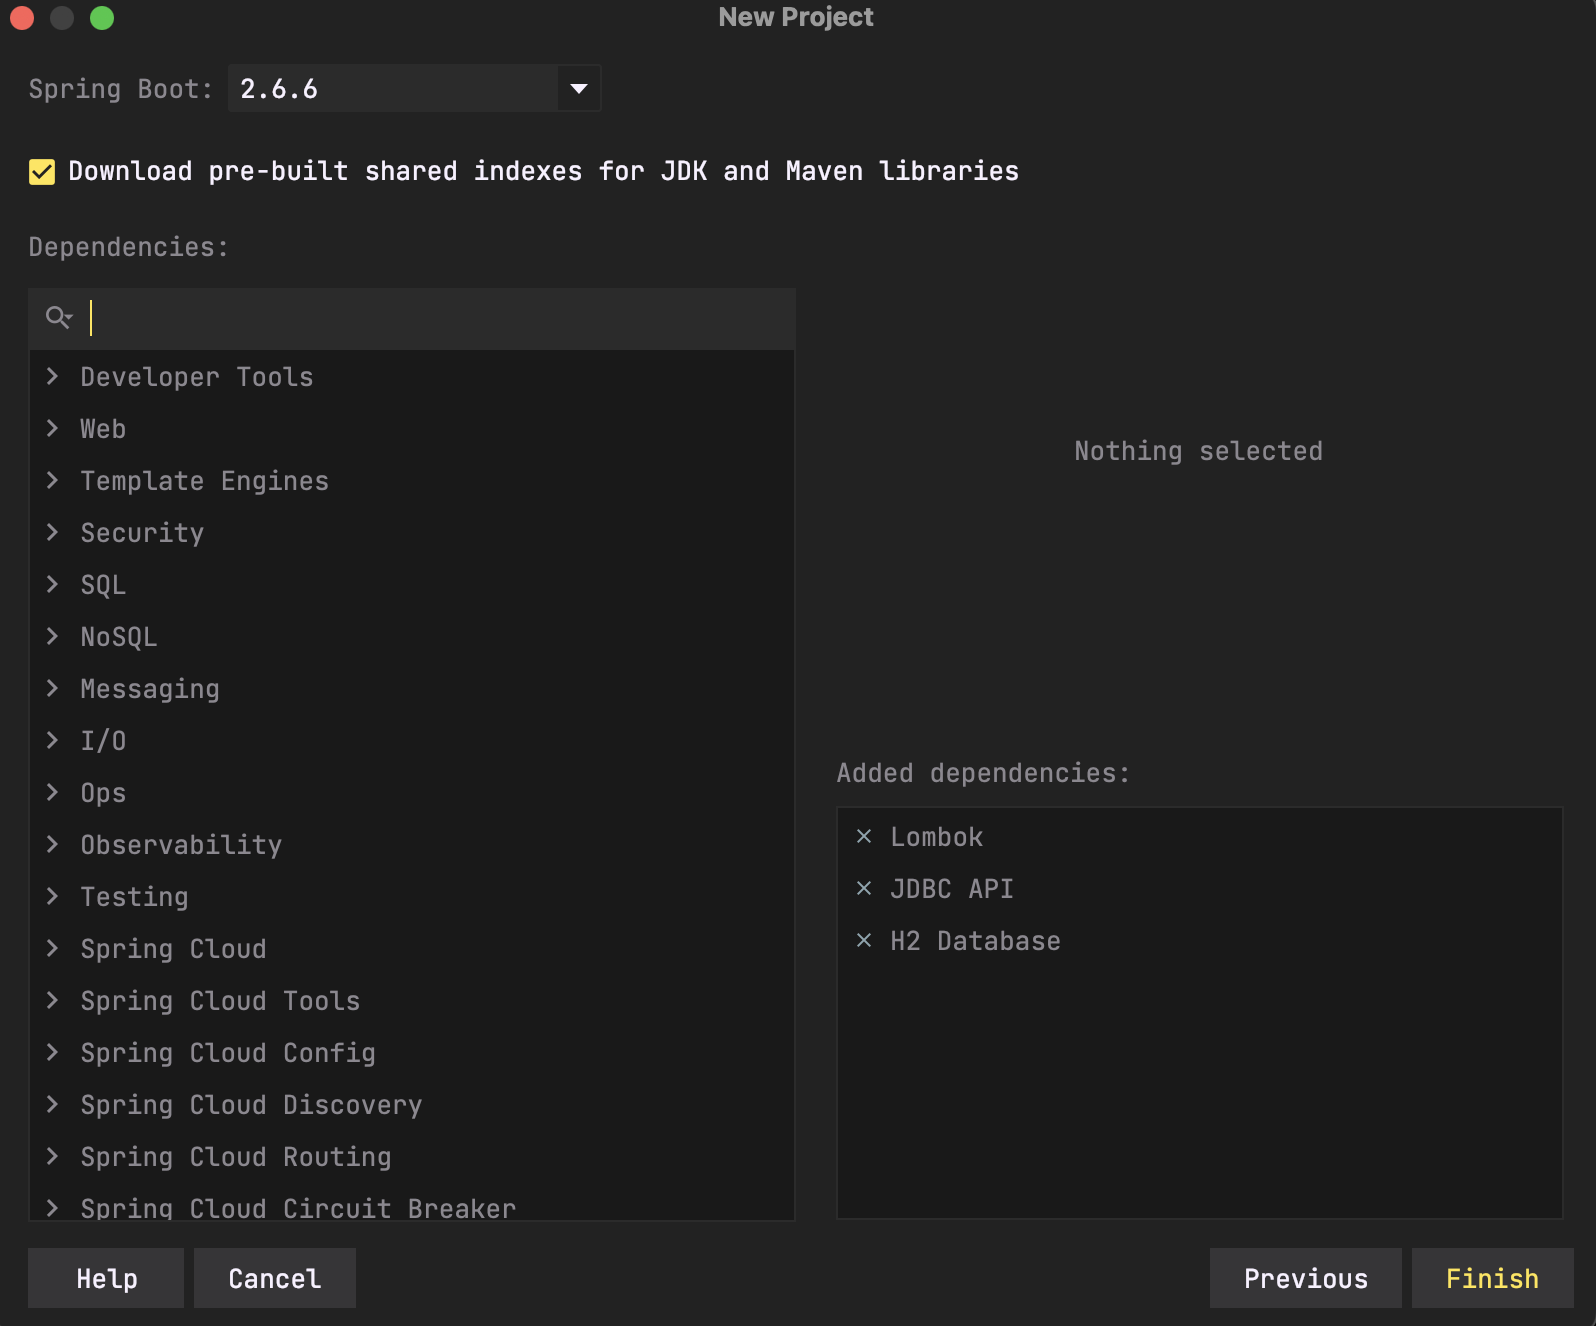 New Project
Spring Boot: 2.6.6
Download pre-built shared indexes for JDK and Maven libraries
Dependencies:
Developer Tools
Web
Template Engines
Security
SQL
NoSQL
Messaging
I/O
Ops
Observability
Testing
Spring Cloud
Spring Cloud Tools
Spring Cloud Config
Spring Cloud Discovery
Spring Cloud Routing
Spring Cloud Circuit Breaker
Nothing selected
Added dependencies:
Lombok
JDBC API
H2 Database
Help Cancel Previous Finish